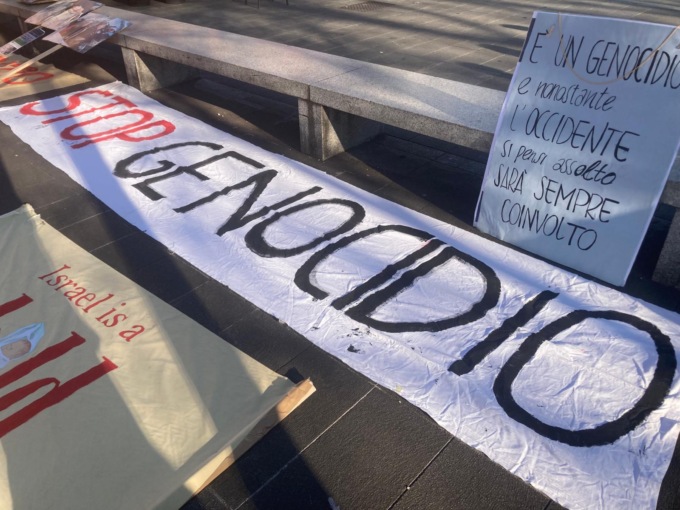 STOP GENOCIDIO
È UN GENOCIDIO
e nonostante
L'OCCIDENTE
si pensi assolto
SARÀ SEMPRE
COINVOLTO
Israel is a